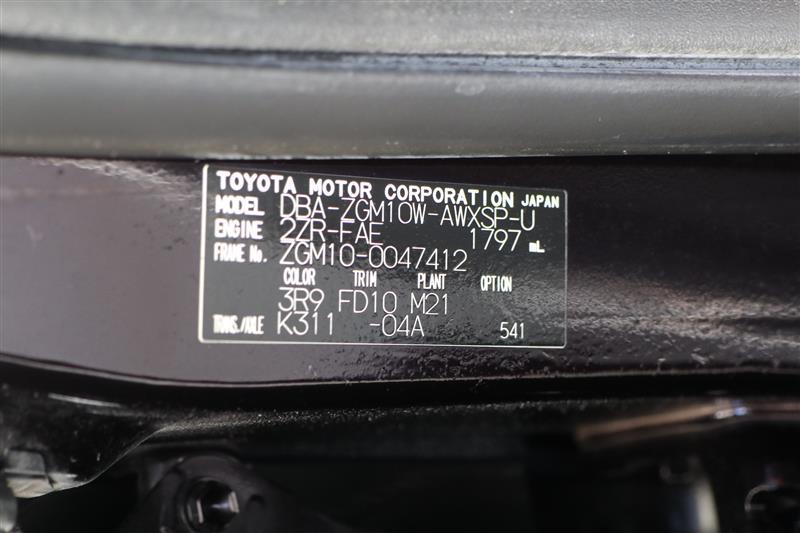 TOYOTA MOTOR CORPORATION JAPAN
MODEL DBA-ZGM10W-AWXSP-U
ENGINE 2ZR-FAE 1797 mL
FRAME No. ZGM10-0047412
COLOR TRIM PLANT OPTION
3R9 FD10 M21
TRANS./AXLE K311 -04A 541